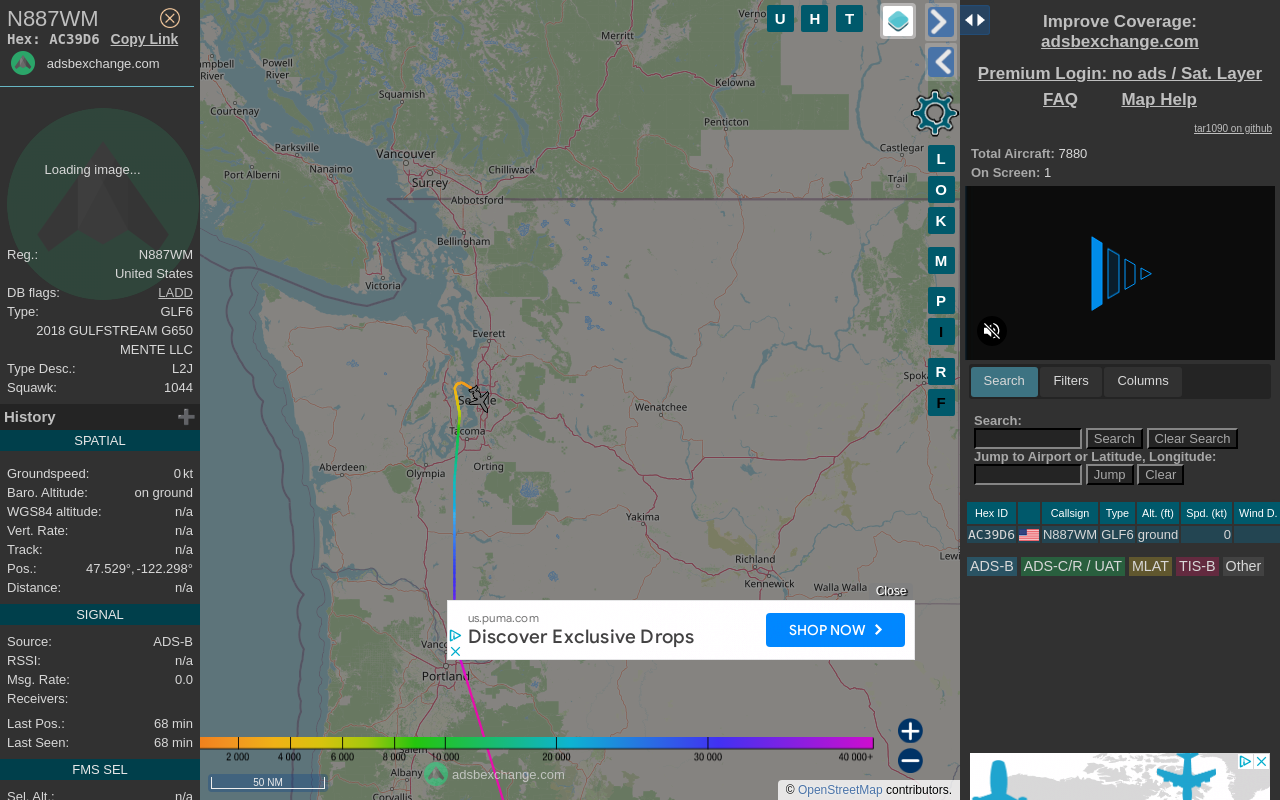 N887WM
Hex: AC39D6 Copy Link
adsbexchange.com
Loading image...
Reg.: N887WM
United States
DB flags: LADD
Type: GLF6
2018 GULFSTREAM G650
MENTE LLC
Type Desc.: L2J
Squawk: 1044
History
SPATIAL
Groundspeed: 0 kt
Baro. Altitude: on ground
WGS84 altitude: n/a
Vert. Rate: n/a
Track: n/a
Pos.: 47.529°, -122.298°
Distance: n/a
SIGNAL
Source: ADS-B
RSSI: n/a
Msg. Rate: 0.0
Receivers:
Last Pos.: 68 min
Last Seen: 68 min
FMS SEL
Sel. Alt.: n/a
U H T
Merritt
Powell
River
River
Squamish
Kelowna
Courtenay
Penticton
Parksville
Vancouver
Castlegar
Port Alberni
Nanaimo
Chilliwack
Surrey
Trail
Abbotsford
Bellingham
Victoria
Everett
Wenatchee
Tacoma
Aberdeen
Olympia
Orting
Yakima
Richland
Kennewick
Walla Walla
Portland
Albany
Corvallis
L
O
K
M
P
I
R
F
Close
us.puma.com
Discover Exclusive Drops
SHOP NOW
2 000 4 000 6 000 8 000 10 000 20 000 30 000 40 000+
adsbexchange.com
50 NM
© OpenStreetMap contributors.
Improve Coverage:
adsbexchange.com
Premium Login: no ads / Sat. Layer
FAQ Map Help
tar1090 on github
Total Aircraft: 7880
On Screen: 1
Search Filters Columns
Search:
Search Clear Search
Jump to Airport or Latitude, Longitude:
Jump Clear
Hex ID Callsign Type Alt. (ft) Spd. (kt) Wind D.
AC39D6 N887WM GLF6 ground 0
ADS-B ADS-C/R / UAT MLAT TIS-B Other